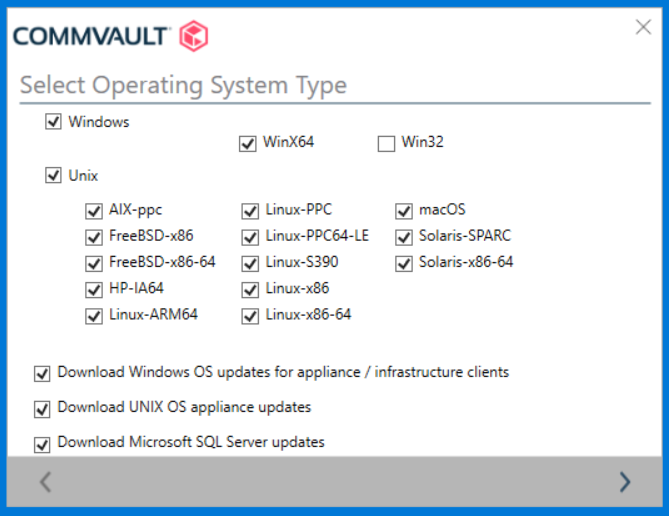 COMMVAULT
Select Operating System Type
Windows
WinX64 Win32
Unix
AIX-ppc Linux-PPC macOS
FreeBSD-x86 Linux-PPC64-LE Solaris-SPARC
FreeBSD-x86-64 Linux-S390 Solaris-x86-64
HP-IA64 Linux-x86
Linux-ARM64 Linux-x86-64
Download Windows OS updates for appliance / infrastructure clients
Download UNIX OS appliance updates
Download Microsoft SQL Server updates